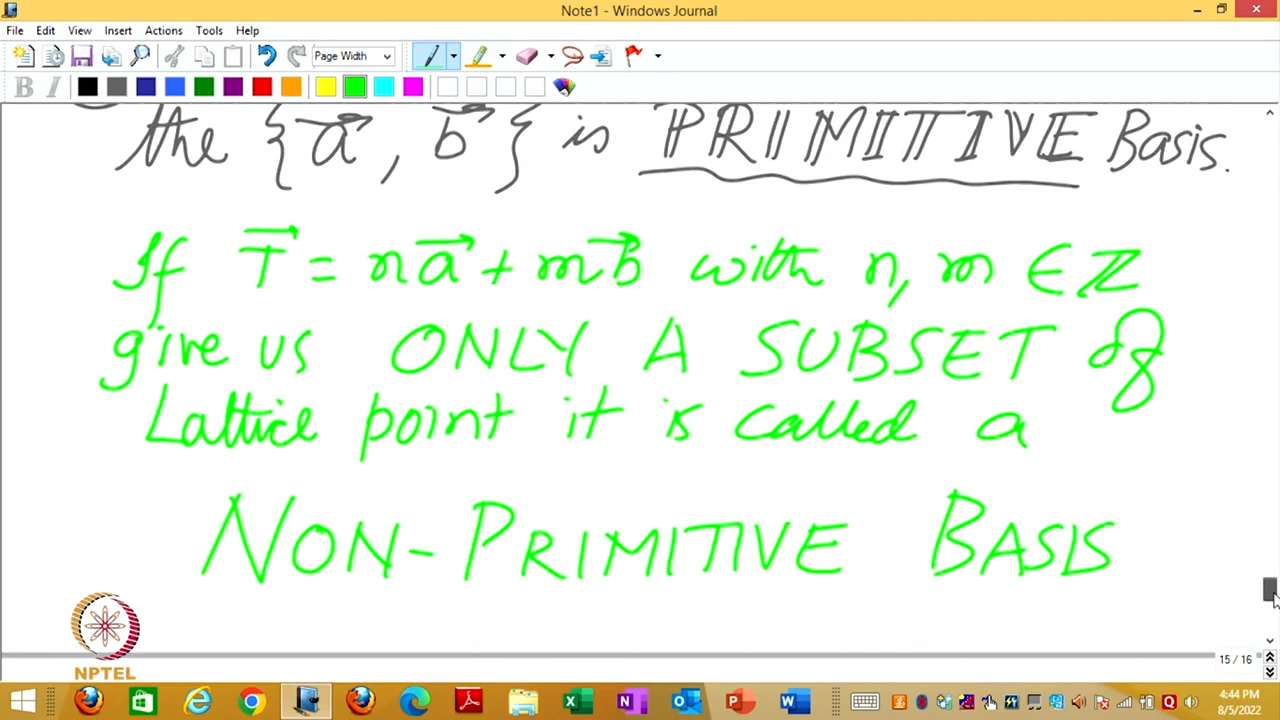 Note1 - Windows Journal
File Edit View Insert Actions Tools Help
Page Width
B I
the {a⃗, b⃗} is PRIMITIVE Basis.
If T⃗ = na⃗ + mb⃗ with n, m ∈ ℤ
give us ONLY A SUBSET of
Lattice point it is called a
NON-PRIMITIVE BASIS
NPTEL
15 / 16
4:44 PM
8/5/2022